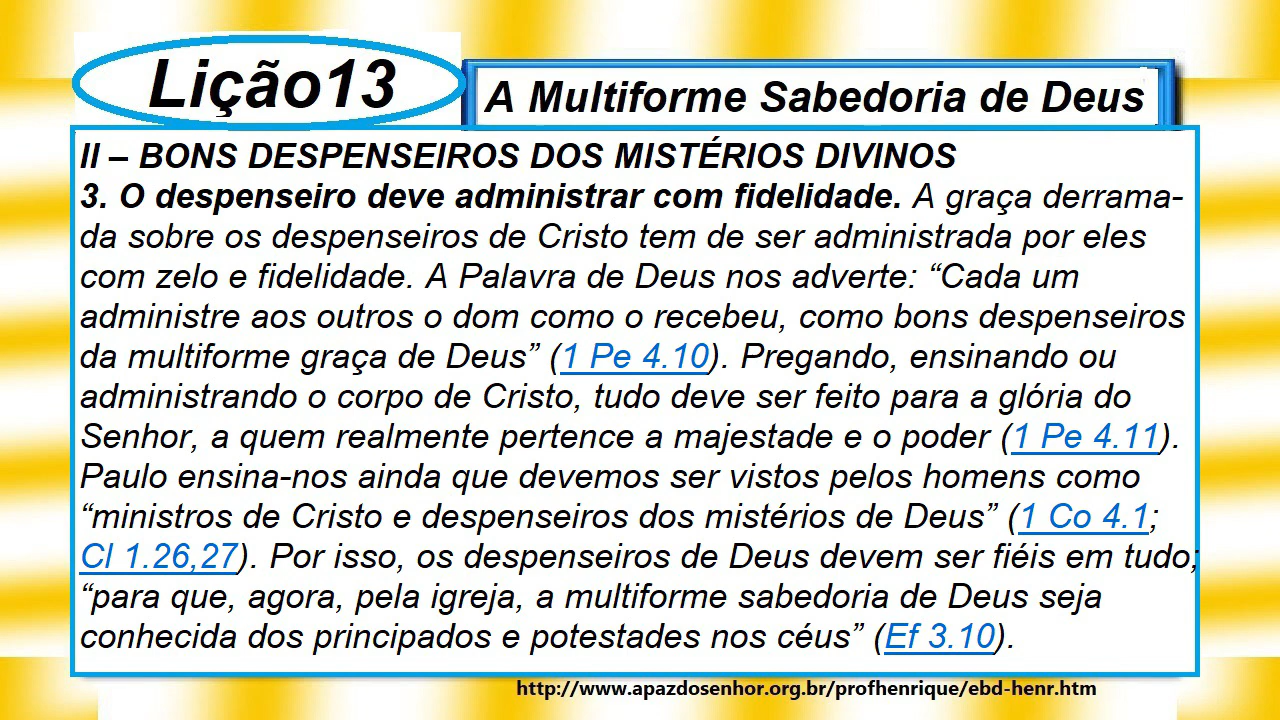 Lição13
A Multiforme Sabedoria de Deus
II – BONS DESPENSEIROS DOS MISTÉRIOS DIVINOS
3. O despenseiro deve administrar com fidelidade. A graça derrama-
da sobre os despenseiros de Cristo tem de ser administrada por eles
com zelo e fidelidade. A Palavra de Deus nos adverte: “Cada um
administre aos outros o dom como o recebeu, como bons despenseiros
da multiforme graça de Deus” (1 Pe 4.10). Pregando, ensinando ou
administrando o corpo de Cristo, tudo deve ser feito para a glória do
Senhor, a quem realmente pertence a majestade e o poder (1 Pe 4.11).
Paulo ensina-nos ainda que devemos ser vistos pelos homens como
“ministros de Cristo e despenseiros dos mistérios de Deus” (1 Co 4.1;
Cl 1.26,27). Por isso, os despenseiros de Deus devem ser fiéis em tudo;
“para que, agora, pela igreja, a multiforme sabedoria de Deus seja
conhecida dos principados e potestades nos céus” (Ef 3.10).
http://www.apazdosenhor.org.br/profhenrique/ebd-henr.htm